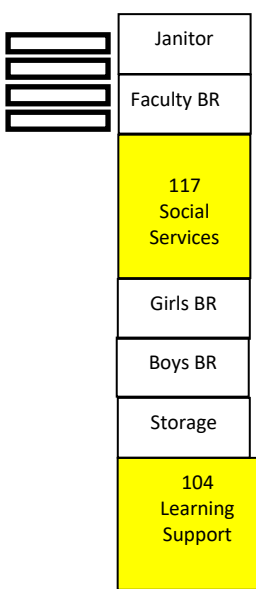 Janitor
Faculty BR
117
Social
Services
Girls BR
Boys BR
Storage
104
Learning
Support